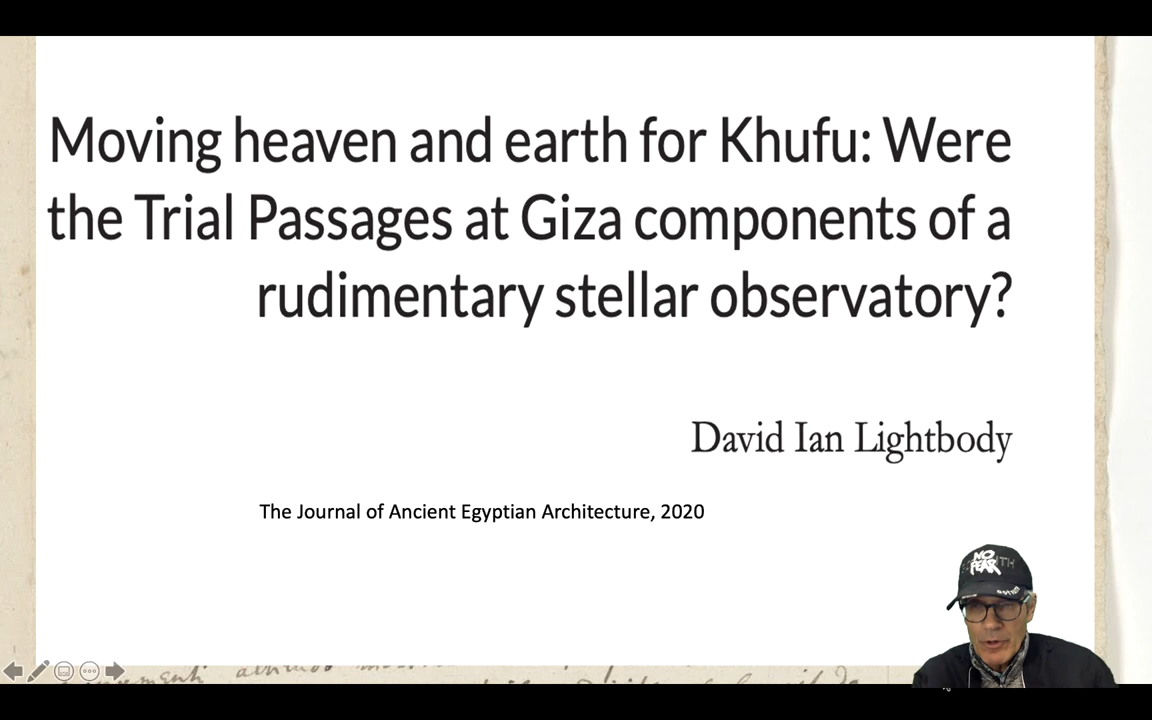 Moving heaven and earth for Khufu: Were
the Trial Passages at Giza components of a
rudimentary stellar observatory?
David Ian Lightbody
The Journal of Ancient Egyptian Architecture, 2020
NO
FEAR